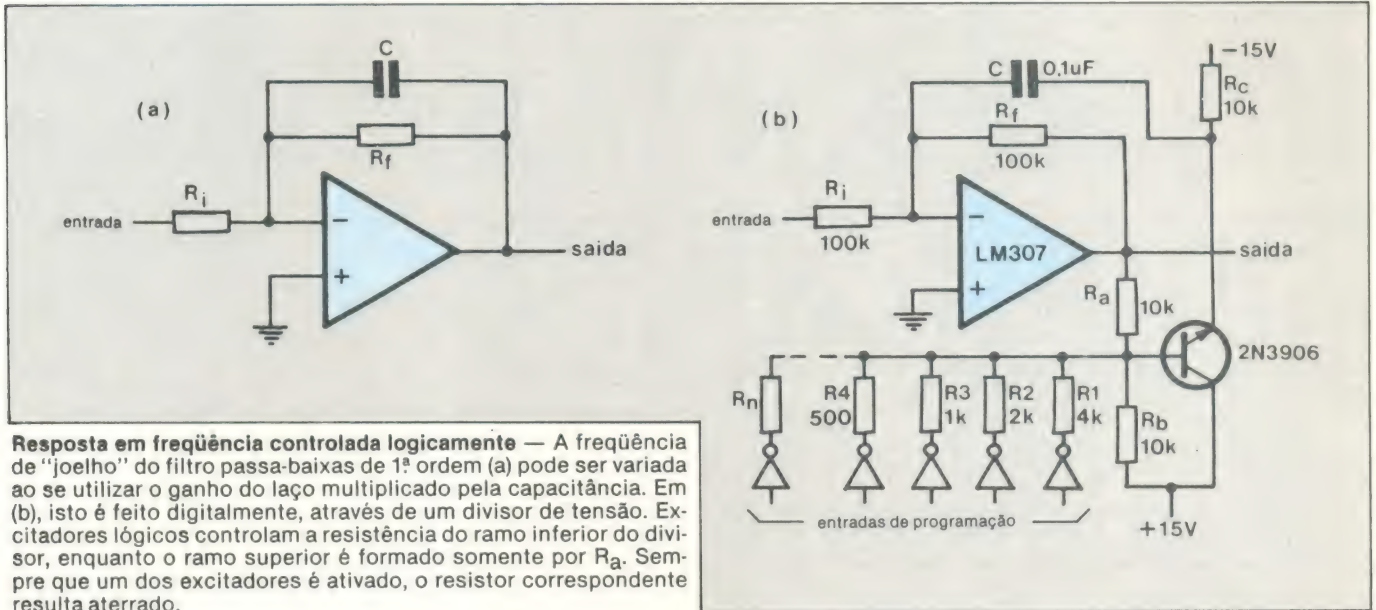 (a)
C
Rf
Ri
entrada
−
+
saida
(b)
C
0,1uF
Rf
100k
−15V
Rc
10k
Ri
entrada
100k
−
+
LM307
saida
Ra
10k
2N3906
Rn
R4
500
R3
1k
R2
2k
R1
4k
Rb
10k
entradas de programação
+15V
Resposta em freqüência controlada logicamente — A freqüência
de "joelho" do filtro passa-baixas de 1ª ordem (a) pode ser variada
ao se utilizar o ganho do laço multiplicado pela capacitância. Em
(b), isto é feito digitalmente, através de um divisor de tensão. Ex-
citadores lógicos controlam a resistência do ramo inferior do divi-
sor, enquanto o ramo superior é formado somente por Ra. Sem-
pre que um dos excitadores é ativado, o resistor correspondente
resulta aterrado.